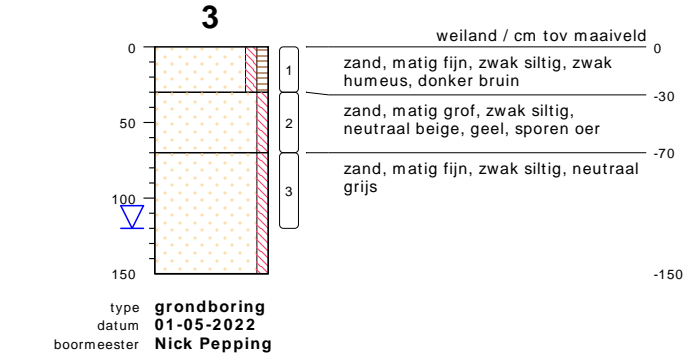 3
weiland / cm tov maaiveld
0
0
1
zand, matig fijn, zwak siltig, zwak
humeus, donker bruin
-30
50
2
zand, matig grof, zwak siltig,
neutraal beige, geel, sporen oer
-70
3
zand, matig fijn, zwak siltig, neutraal
grijs
100
150
-150
type grondboring
datum 01-05-2022
boormeester Nick Pepping